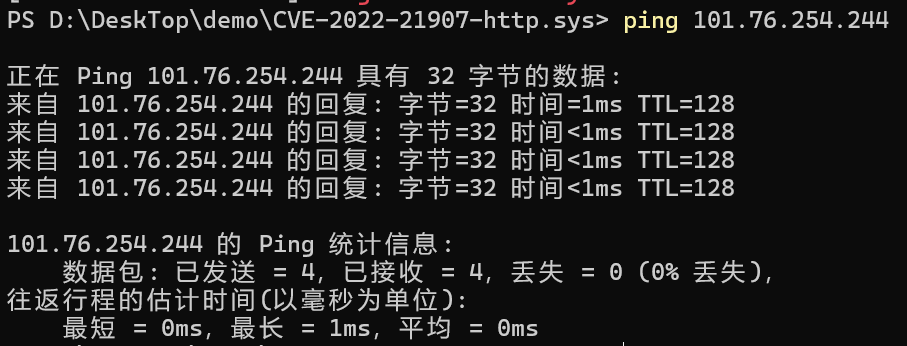 PS D:\DeskTop\demo\CVE-2022-21907-http.sys> ping 101.76.254.244
正在 Ping 101.76.254.244 具有 32 字节的数据:
来自 101.76.254.244 的回复: 字节=32 时间=1ms TTL=128
来自 101.76.254.244 的回复: 字节=32 时间<1ms TTL=128
来自 101.76.254.244 的回复: 字节=32 时间<1ms TTL=128
来自 101.76.254.244 的回复: 字节=32 时间<1ms TTL=128
101.76.254.244 的 Ping 统计信息:
数据包: 已发送 = 4, 已接收 = 4, 丢失 = 0 (0% 丢失),
往返行程的估计时间(以毫秒为单位):
最短 = 0ms, 最长 = 1ms, 平均 = 0ms